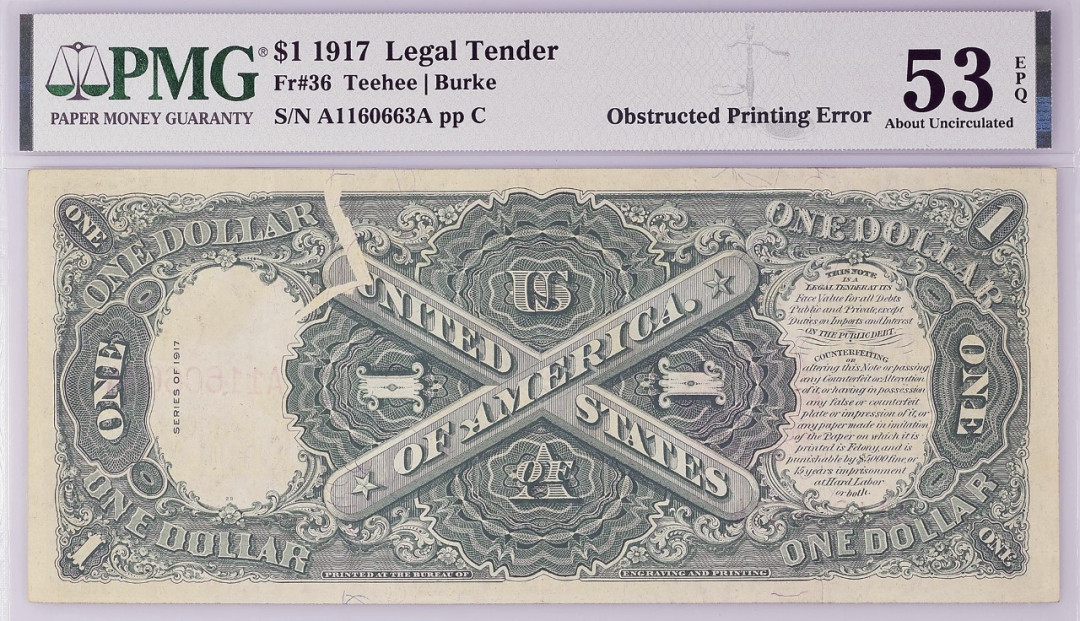 PMG®
PAPER MONEY GUARANTY
$1 1917 Legal Tender
Fr#36 Teehee | Burke
S/N A1160663A pp C
Obstructed Printing Error
53
EPQ
About Uncirculated
ONE
ONE DOLLAR
ONE DOLLAR
1
ONE
SERIES OF 1917
US
UNITED
STATES
OF AMERICA.
1
1
OF
A
THIS NOTE
IS A
LEGAL TENDER AT ITS
Face Value for all Debts
Public and Private, except
Duties on Imports and Interest
ON THE PUBLIC DEBT.
COUNTERFEITING
or
altering this Note or passing
any Counterfeit or Alteration
of it, or having in possession
any false or counterfeit
plate or impression of it, or
any paper made in imitation
of the Paper on which it is
printed is Felony, and is
punishable by $5000 fine, or
15 years imprisonment
at Hard Labor
or both.
ONE
ONE DOLLAR
1
ONE DOLLAR
ONE
PRINTED AT THE BUREAU OF
ENGRAVING AND PRINTING